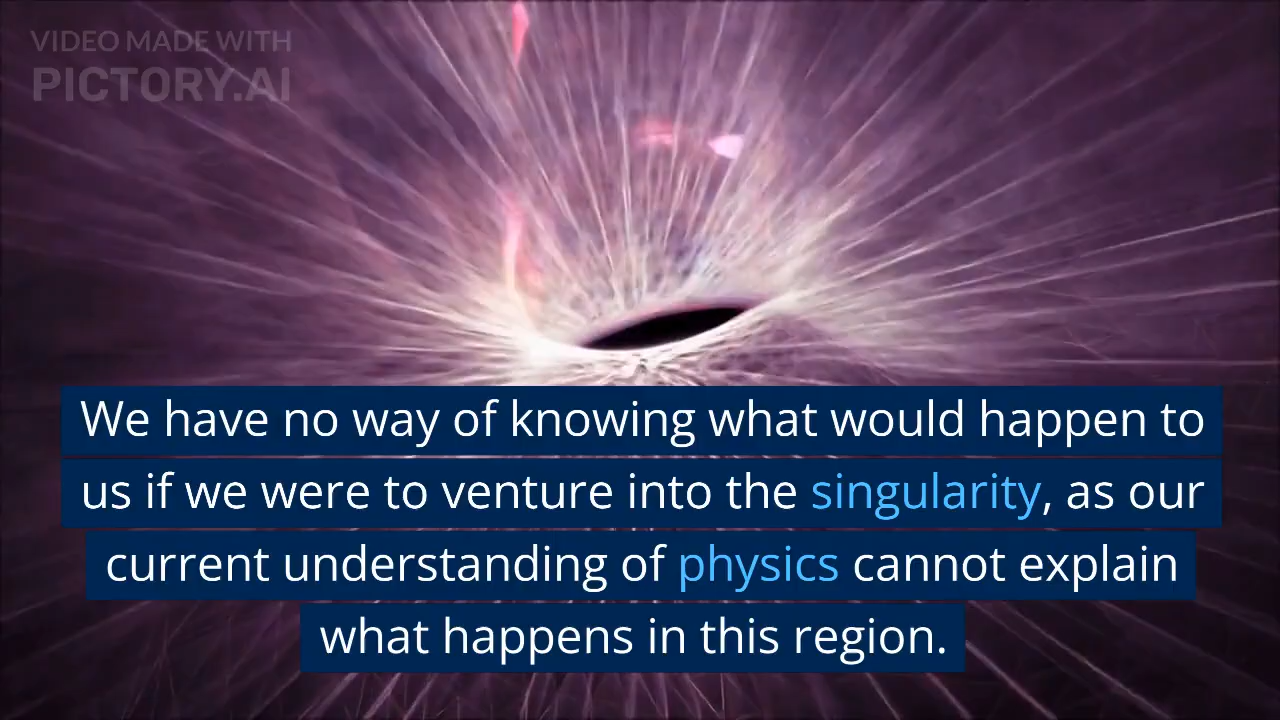 VIDEO MADE WITH
PICTORY.AI
We have no way of knowing what would happen to
us if we were to venture into the singularity, as our
current understanding of physics cannot explain
what happens in this region.